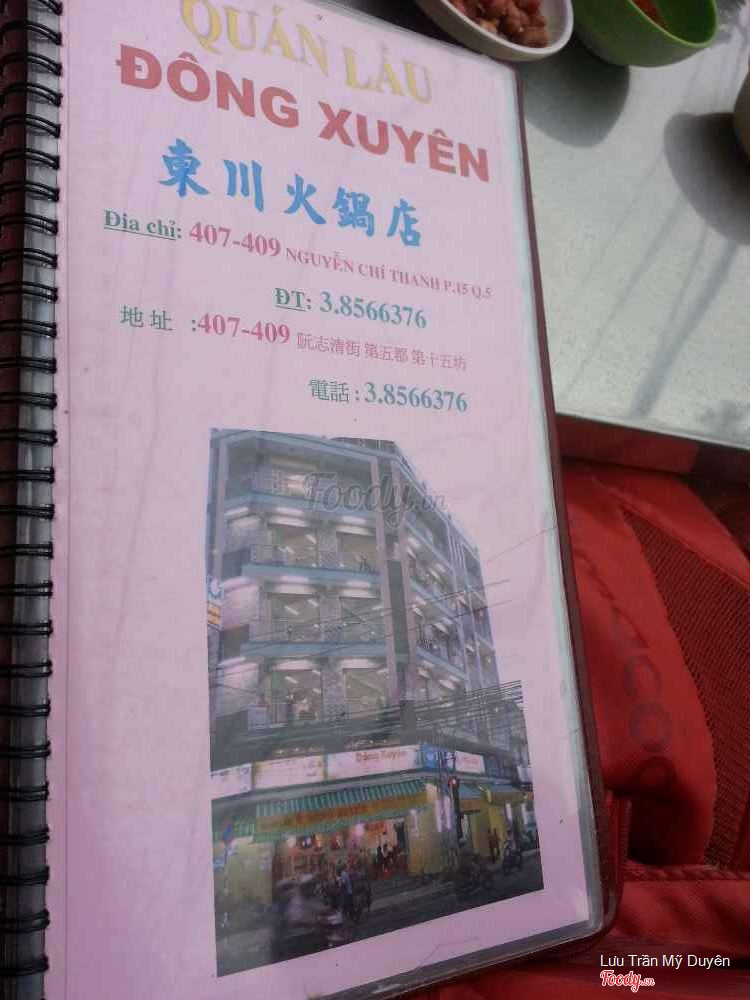 QUÁN LẨU
ĐÔNG XUYÊN
東川火鍋店
Đia chỉ: 407-409 NGUYỄN CHÍ THANH P.15 Q.5
ĐT: 3.8566376
地址 :407-409 阮志清街 第五郡 第十五坊
電話 : 3.8566376
Foody.vn
Đông Xuyên
Lưu Trần Mỹ Duyên
Foody.vn